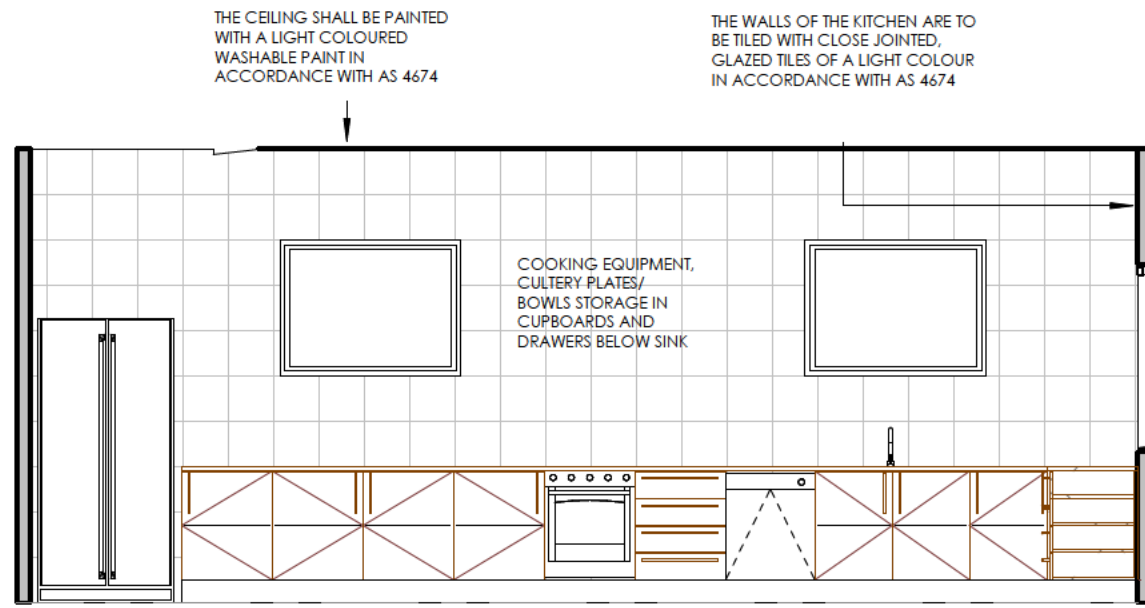 THE CEILING SHALL BE PAINTED
WITH A LIGHT COLOURED
WASHABLE PAINT IN
ACCORDANCE WITH AS 4674
THE WALLS OF THE KITCHEN ARE TO
BE TILED WITH CLOSE JOINTED,
GLAZED TILES OF A LIGHT COLOUR
IN ACCORDANCE WITH AS 4674
COOKING EQUIPMENT,
CULTERY PLATES/
BOWLS STORAGE IN
CUPBOARDS AND
DRAWERS BELOW SINK